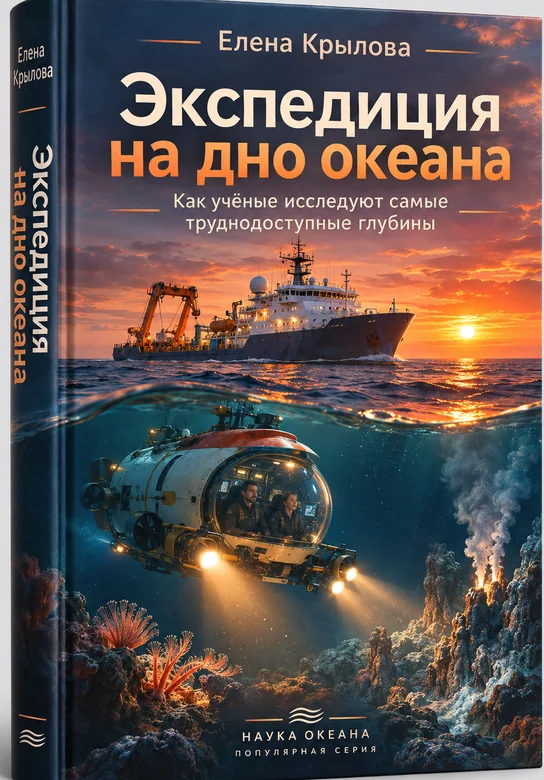 Елена Крылова
Экспедиция
на дно океана
Как учёные исследуют самые
труднодоступные глубины
НАУКА ОКЕАНА
ПОПУЛЯРНАЯ СЕРИЯ
Елена
Крылова
Экспедиция
на дно океана